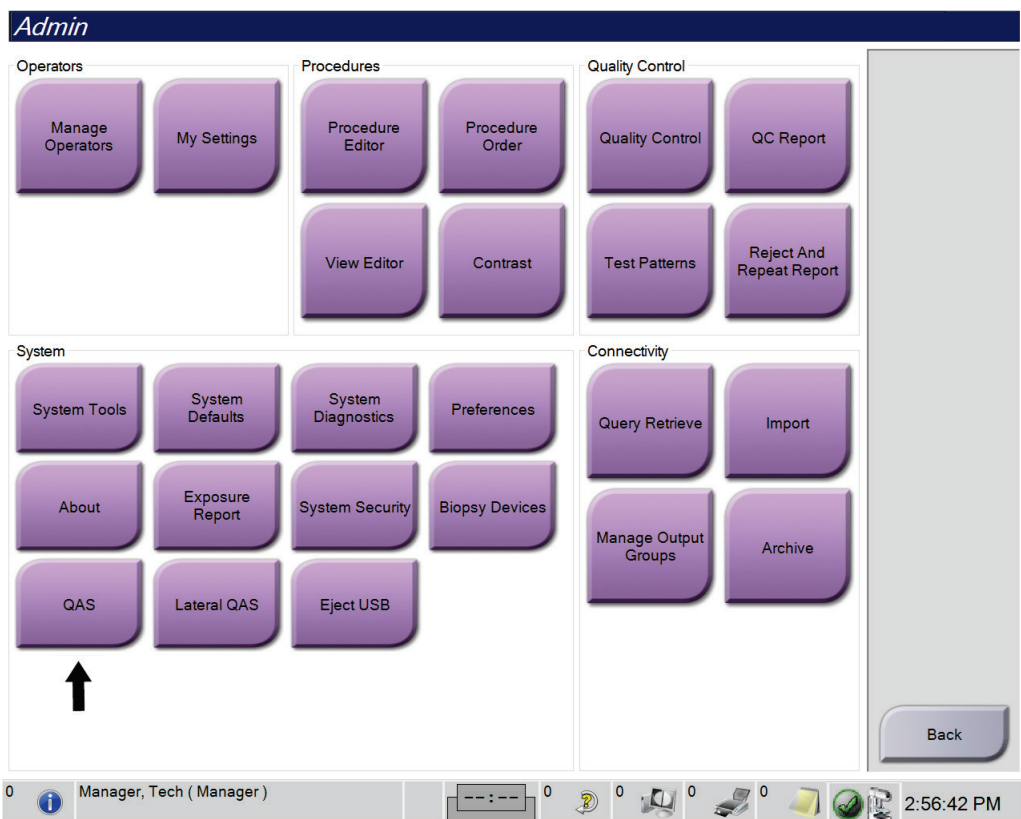 Admin
Operators
Manage
Operators
My Settings
Procedures
Procedure
Editor
Procedure
Order
View Editor
Contrast
Quality Control
Quality Control
QC Report
Test Patterns
Reject And
Repeat Report
System
System Tools
System
Defaults
System
Diagnostics
Preferences
About
Exposure
Report
System Security
Biopsy Devices
QAS
Lateral QAS
Eject USB
Connectivity
Query Retrieve
Import
Manage Output
Groups
Archive
Back
0
Manager, Tech ( Manager )
--:--
0
0
0
0
2:56:42 PM